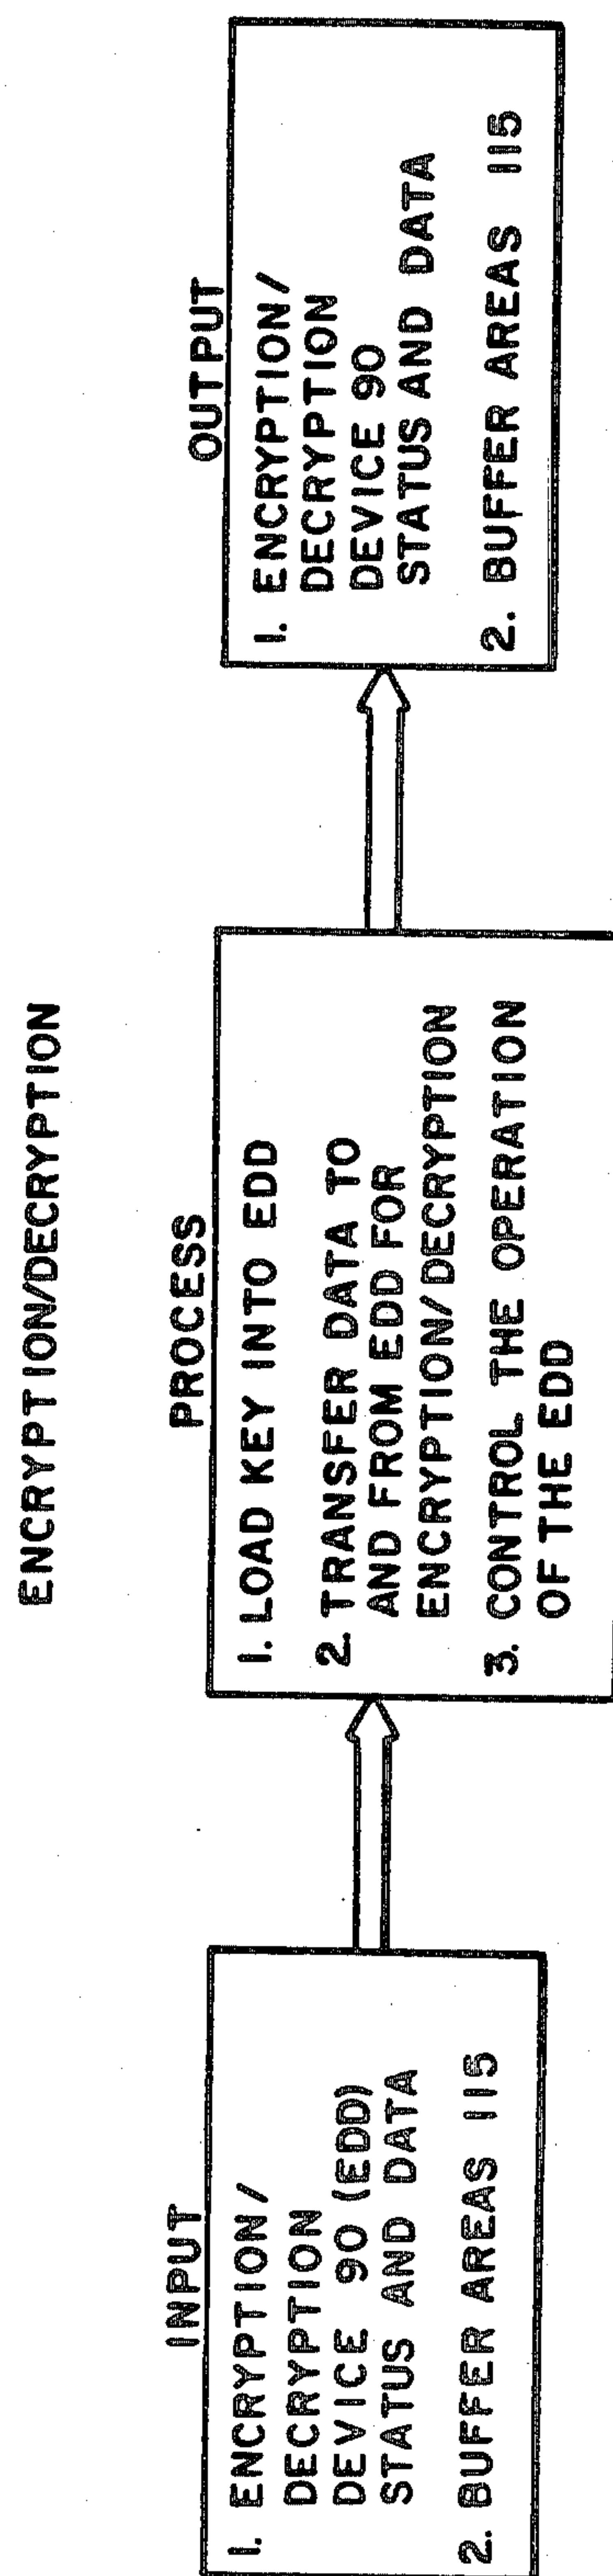 ENCRYPTION/DECRYPTION
INPUT
1. ENCRYPTION/
DECRYPTION
DEVICE 90 (EDD)
STATUS AND DATA
2. BUFFER AREAS 115
PROCESS
1. LOAD KEY INTO EDD
2. TRANSFER DATA TO
AND FROM EDD FOR
ENCRYPTION/DECRYPTION
3. CONTROL THE OPERATION
OF THE EDD
OUTPUT
1. ENCRYPTION/
DECRYPTION
DEVICE 90
STATUS AND DATA
2. BUFFER AREAS 115